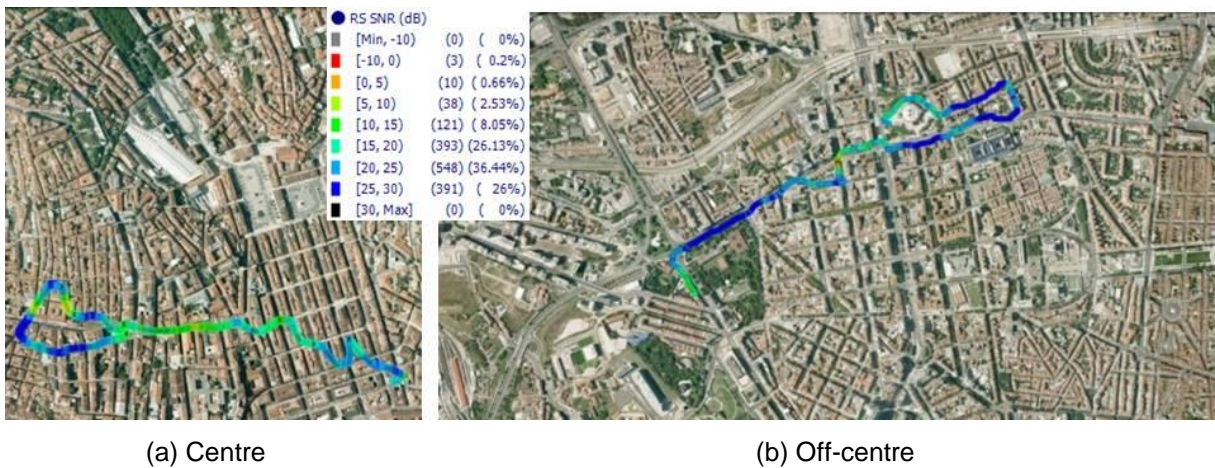 RS SNR (dB)
[Min, -10) (0) ( 0%)
[-10, 0) (3) ( 0.2%)
[0, 5) (10) ( 0.66%)
[5, 10) (38) ( 2.53%)
[10, 15) (121) ( 8.05%)
[15, 20) (393) (26.13%)
[20, 25) (548) (36.44%)
[25, 30) (391) ( 26%)
[30, Max] (0) ( 0%)
(a) Centre
(b) Off-centre